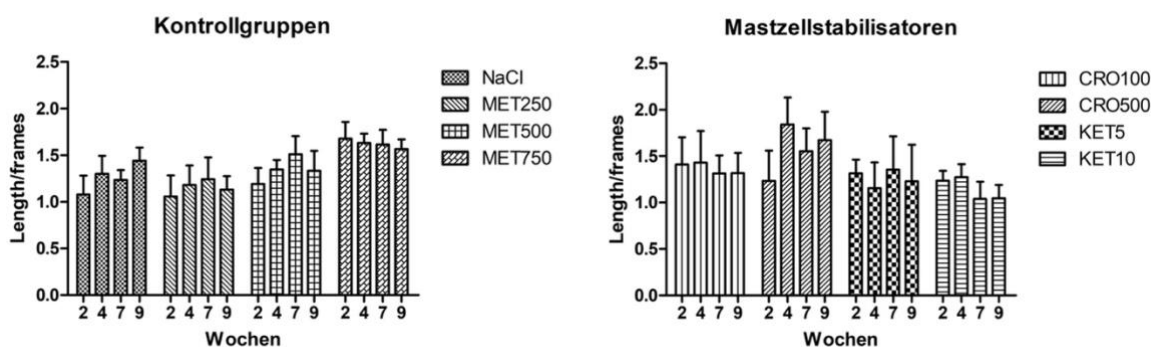 Kontrollgruppen
Length/frames
2.5
2.0
1.5
1.0
0.5
0.0
2 4 7 9 2 4 7 9 2 4 7 9 2 4 7 9
Wochen
NaCl
MET250
MET500
MET750
Mastzellstabilisatoren
Length/frames
2.5
2.0
1.5
1.0
0.5
0.0
2 4 7 9 2 4 7 9 2 4 7 9 2 4 7 9
Wochen
CRO100
CRO500
KET5
KET10